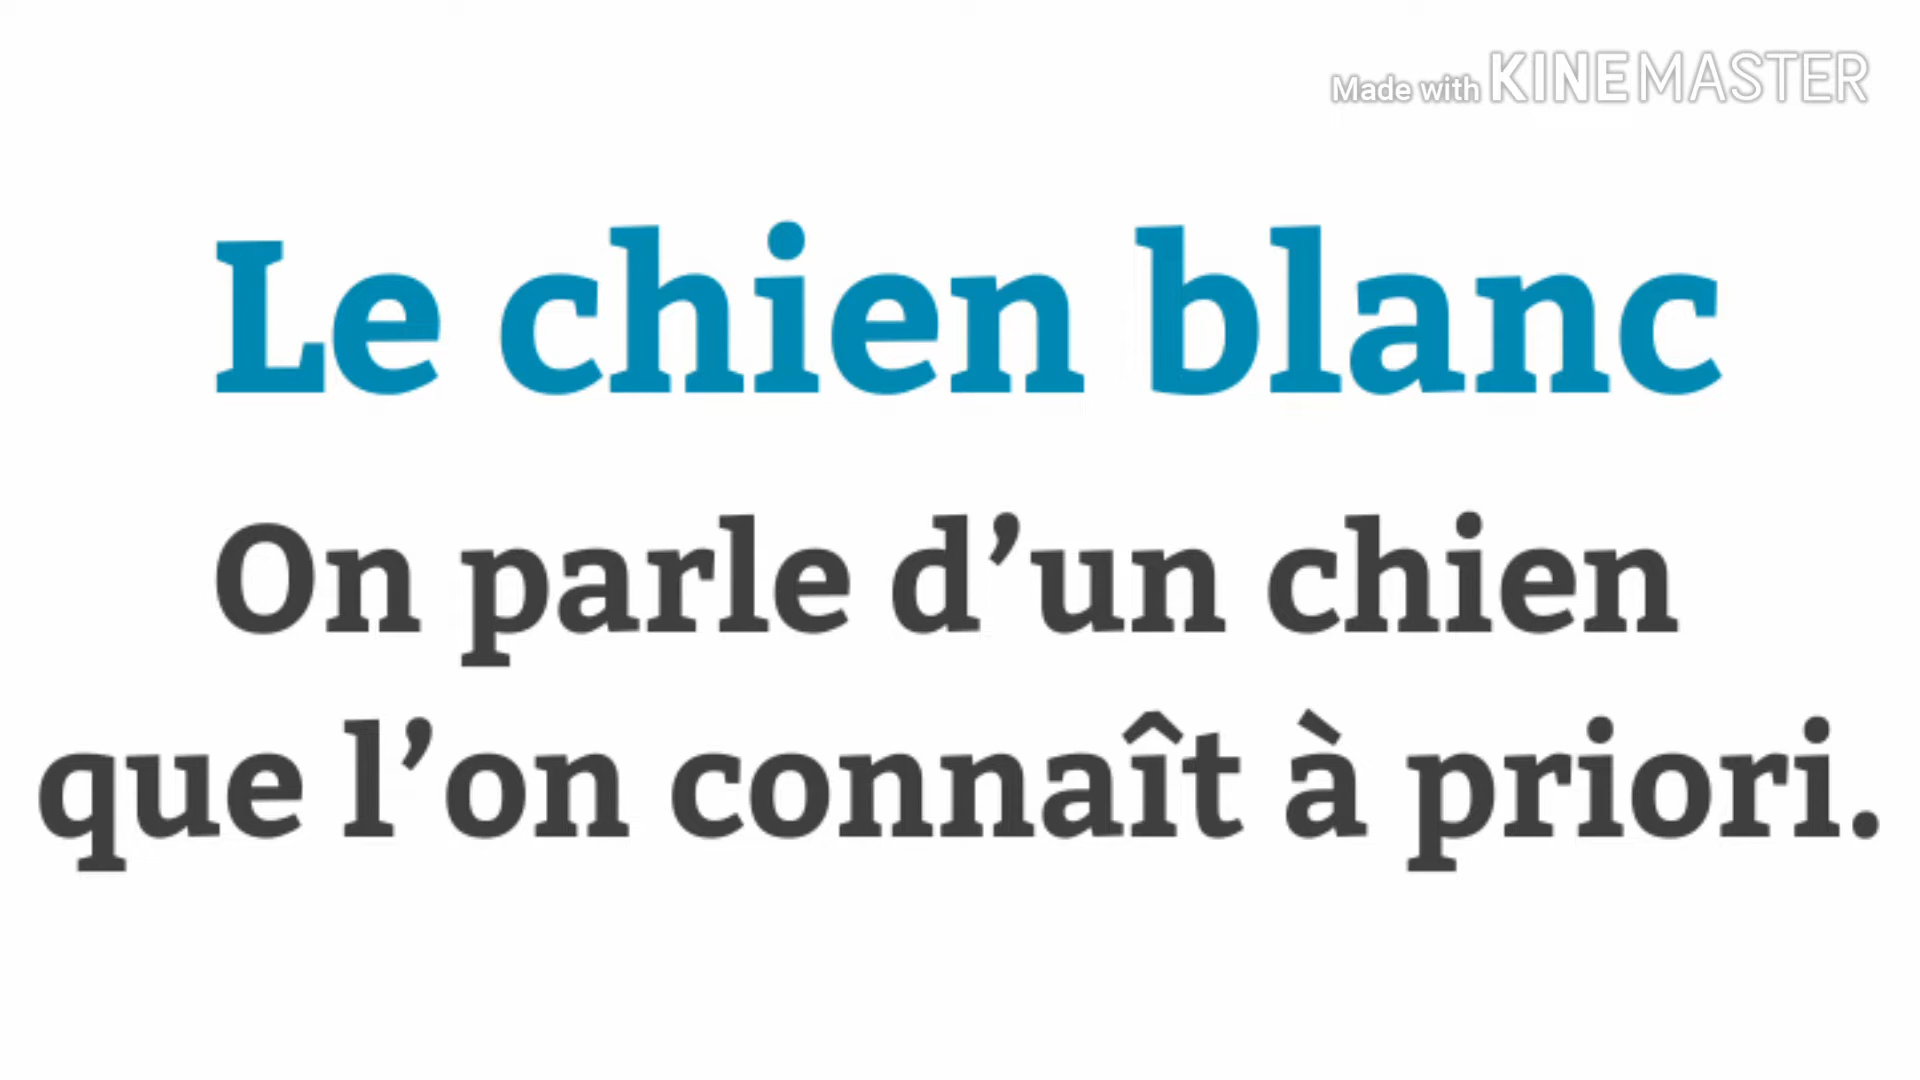 Made with KINEMASTER
Le chien blanc
On parle d’un chien
que l’on connaît à priori.